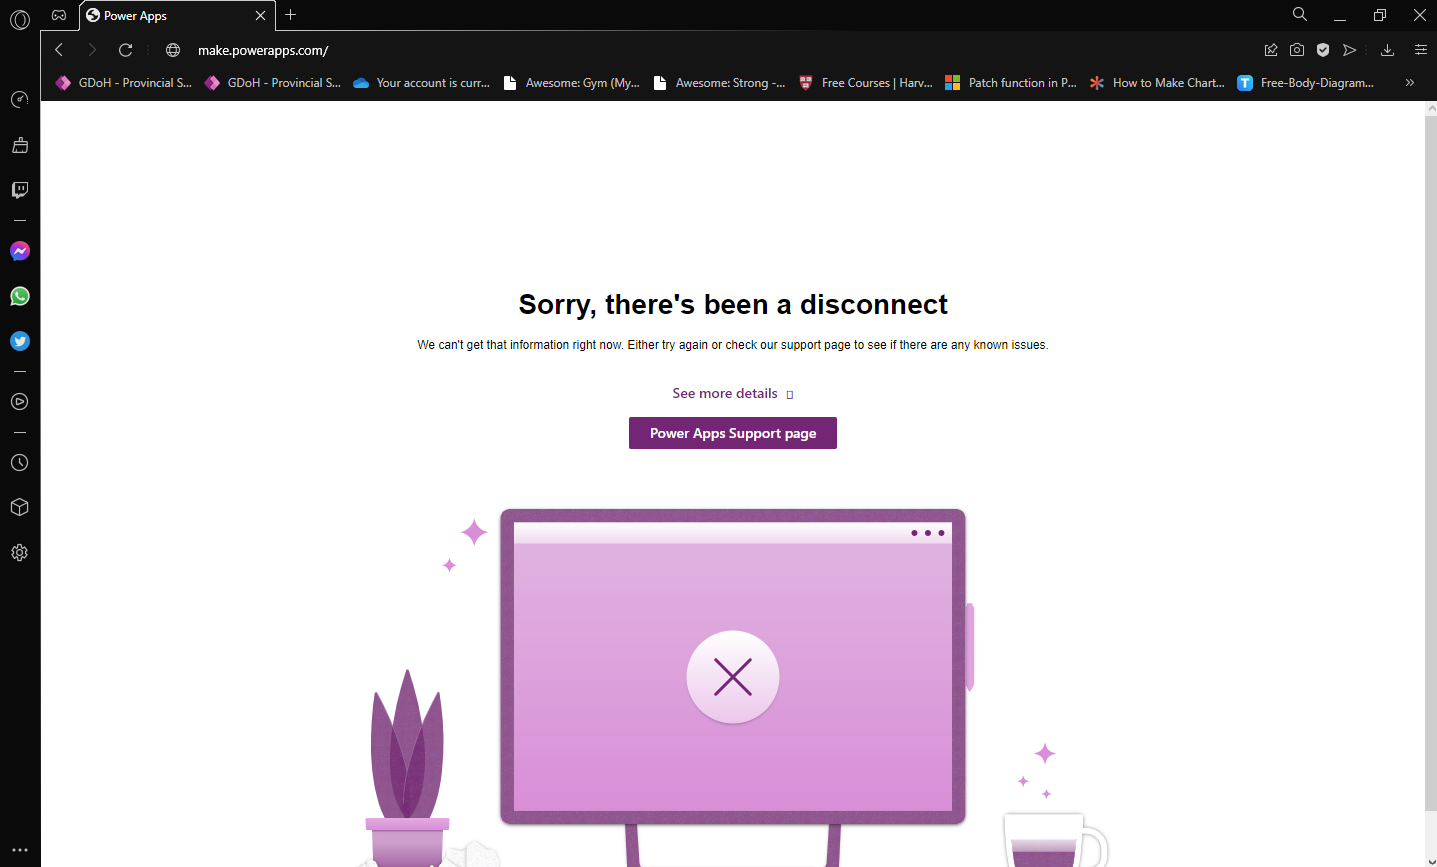 Power Apps
make.powerapps.com/
GDoH - Provincial S... GDoH - Provincial S... Your account is curr... Awesome: Gym (My... Awesome: Strong -... Free Courses | Harv... Patch function in P... How to Make Chart... Free-Body-Diagram...
Sorry, there's been a disconnect
We can't get that information right now. Either try again or check our support page to see if there are any known issues.
See more details
Power Apps Support page